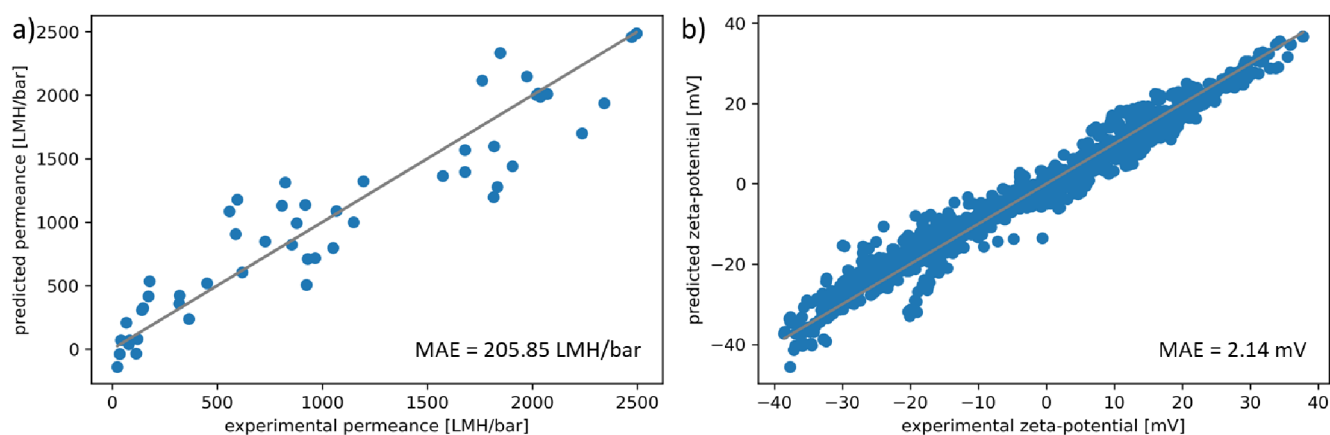 a)
predicted permeance [LMH/bar]
2500
2000
1500
1000
500
0
MAE = 205.85 LMH/bar
0 500 1000 1500 2000 2500
experimental permeance [LMH/bar]
b)
predicted zeta-potential [mV]
40
20
0
−20
−40
MAE = 2.14 mV
−40 −30 −20 −10 0 10 20 30 40
experimental zeta-potential [mV]